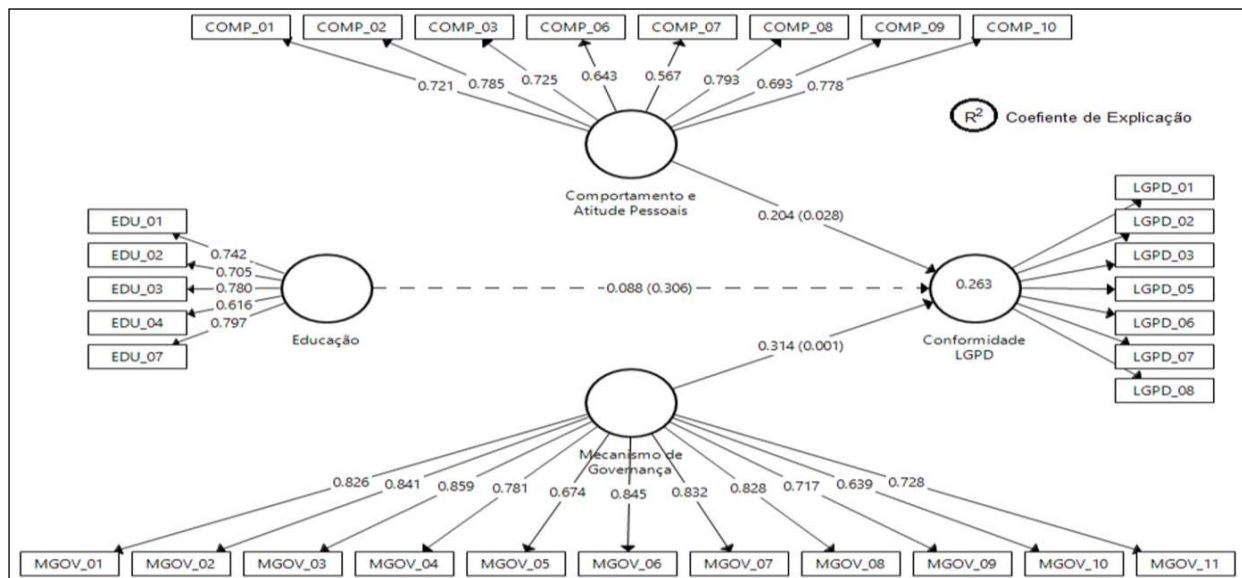 COMP_01 COMP_02 COMP_03 COMP_06 COMP_07 COMP_08 COMP_09 COMP_10
0.721 0.785 0.725 0.643 0.567 0.793 0.693 0.778
R² Coefiente de Explicação
Comportamento e
Atitude Pessoais
0.204 (0.028)
EDU_01
EDU_02
EDU_03
EDU_04
EDU_07
0.742
0.705
0.780
0.616
0.797
Educação
0.088 (0.306)
0.263
Conformidade
LGPD
LGPD_01
LGPD_02
LGPD_03
LGPD_05
LGPD_06
LGPD_07
LGPD_08
0.314 (0.001)
Mecanismo de
Governança
0.826 0.841 0.859 0.781 0.674 0.845 0.832 0.828 0.717 0.639 0.728
MGOV_01 MGOV_02 MGOV_03 MGOV_04 MGOV_05 MGOV_06 MGOV_07 MGOV_08 MGOV_09 MGOV_10 MGOV_11